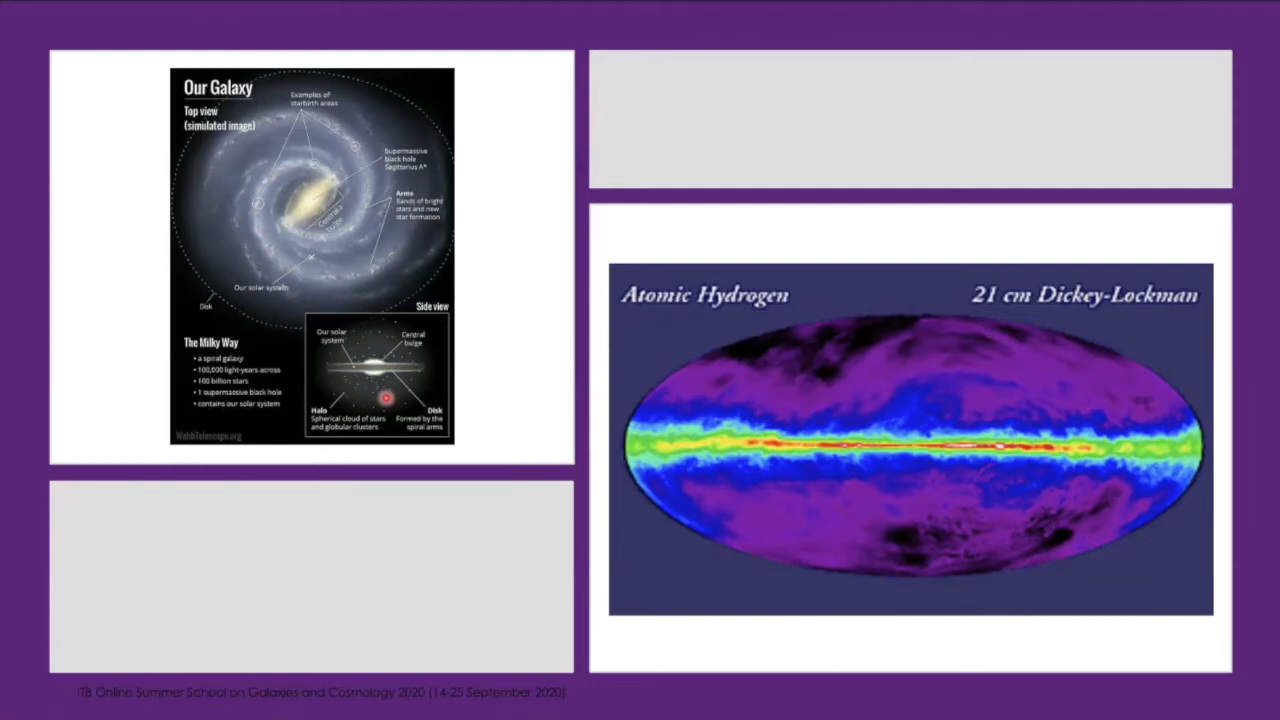 Our Galaxy
Top view
(simulated image)
Examples of
starbirth areas
Supermassive
black hole
Sagittarius A*
Arms
Bands of bright
stars and new
star formation
Central
bulge
Our solar system
Disk
Side view
Our solar
system
Central
bulge
Halo
Spherical cloud of stars
and globular clusters
Disk
Formed by the
spiral arms
The Milky Way
• a spiral galaxy
• 100,000 light-years across
• 100 billion stars
• 1 supermassive black hole
• contains our solar system
WebbTelescope.org
Atomic Hydrogen
21 cm Dickey-Lockman
ITB Online Summer School on Galaxies and Cosmology 2020 (14-25 September 2020)